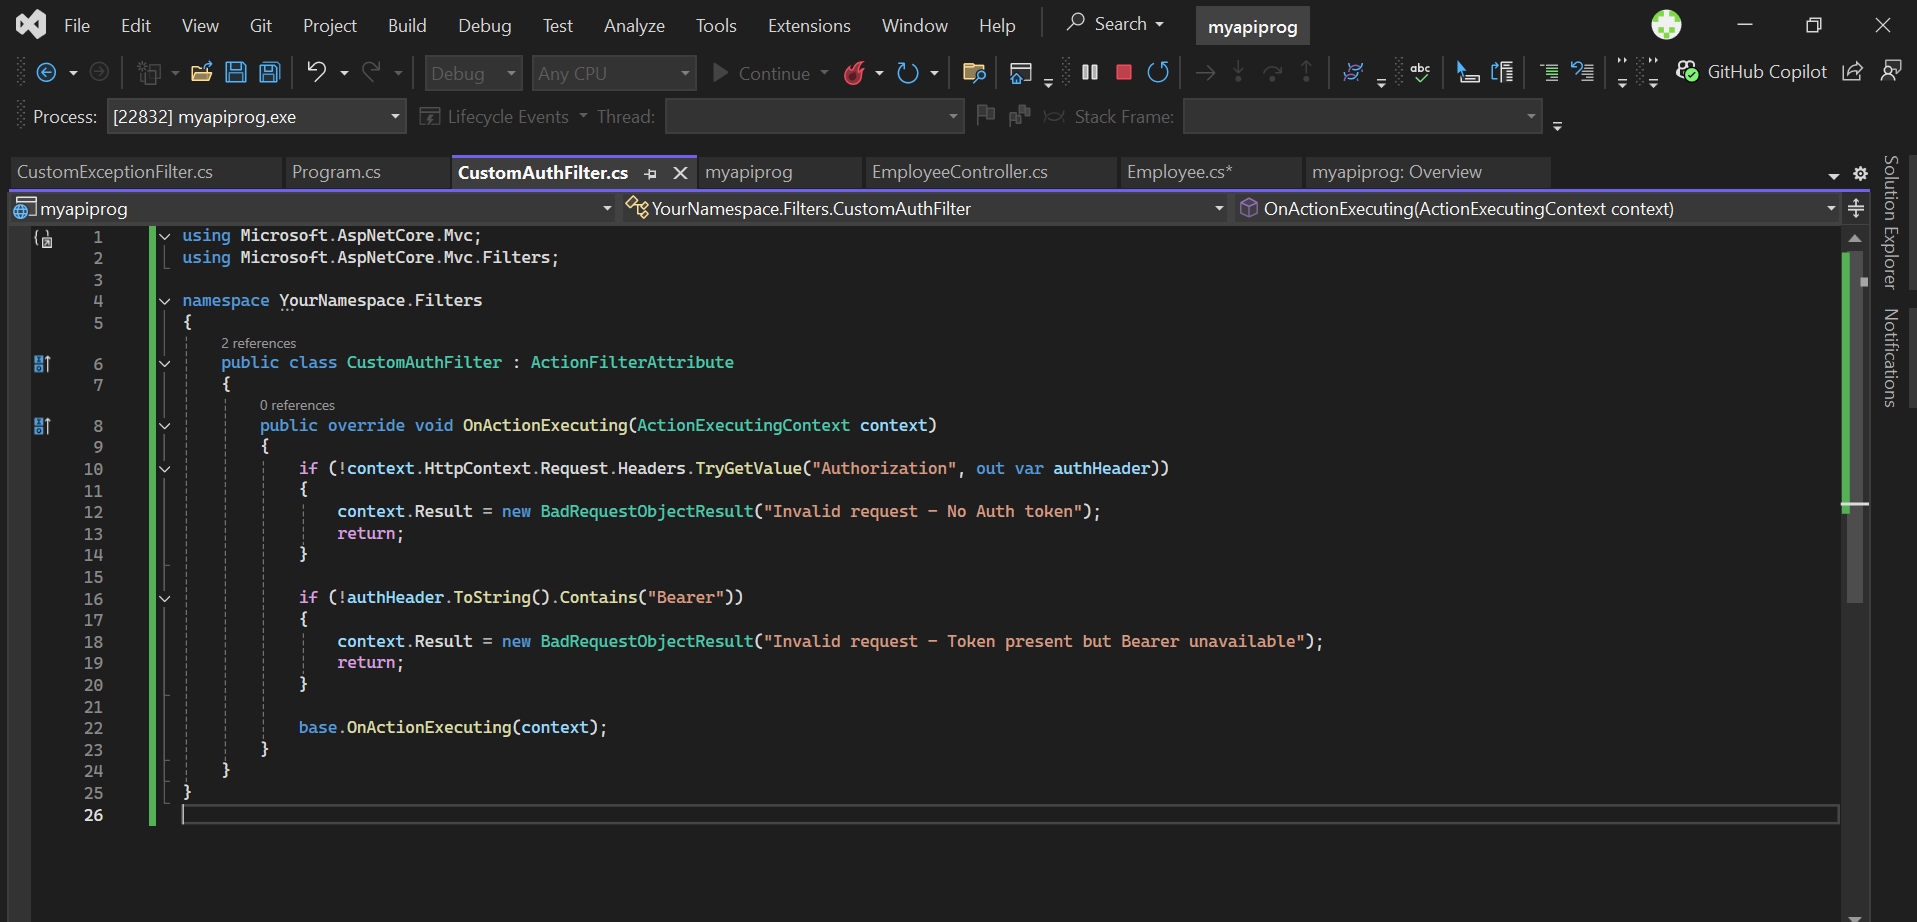 File Edit View Git Project Build Debug Test Analyze Tools Extensions Window Help Search myapiprog
Debug Any CPU Continue abc GitHub Copilot
Process: [22832] myapiprog.exe Lifecycle Events Thread: Stack Frame:
CustomExceptionFilter.cs Program.cs CustomAuthFilter.cs myapiprog EmployeeController.cs Employee.cs* myapiprog: Overview
myapiprog YourNamespace.Filters.CustomAuthFilter OnActionExecuting(ActionExecutingContext context)
1 using Microsoft.AspNetCore.Mvc;
2 using Microsoft.AspNetCore.Mvc.Filters;
3
4 namespace YourNamespace.Filters
5 {
2 references
6 public class CustomAuthFilter : ActionFilterAttribute
7 {
0 references
8 public override void OnActionExecuting(ActionExecutingContext context)
9 {
10 if (!context.HttpContext.Request.Headers.TryGetValue("Authorization", out var authHeader))
11 {
12 context.Result = new BadRequestObjectResult("Invalid request - No Auth token");
13 return;
14 }
15
16 if (!authHeader.ToString().Contains("Bearer"))
17 {
18 context.Result = new BadRequestObjectResult("Invalid request - Token present but Bearer unavailable");
19 return;
20 }
21
22 base.OnActionExecuting(context);
23 }
24 }
25 }
26
Solution Explorer
Notifications